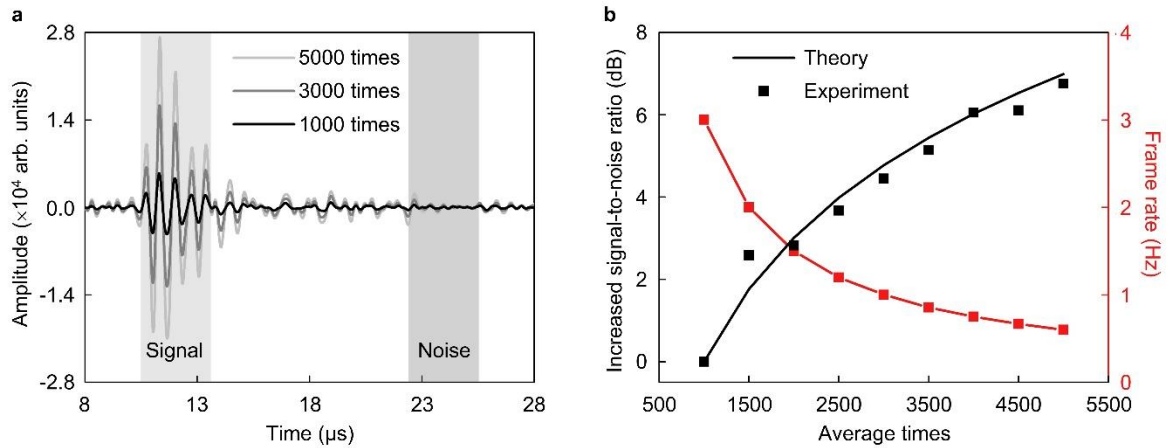 a
2.8
1.4
0.0
-1.4
-2.8
Amplitude (×10⁴ arb. units)
5000 times
3000 times
1000 times
Signal
Noise
8
13
18
23
28
Time (µs)
b
8
6
4
2
0
Increased signal-to-noise ratio (dB)
Theory
Experiment
4
3
2
1
0
Frame rate (Hz)
500
1500
2500
3500
4500
5500
Average times